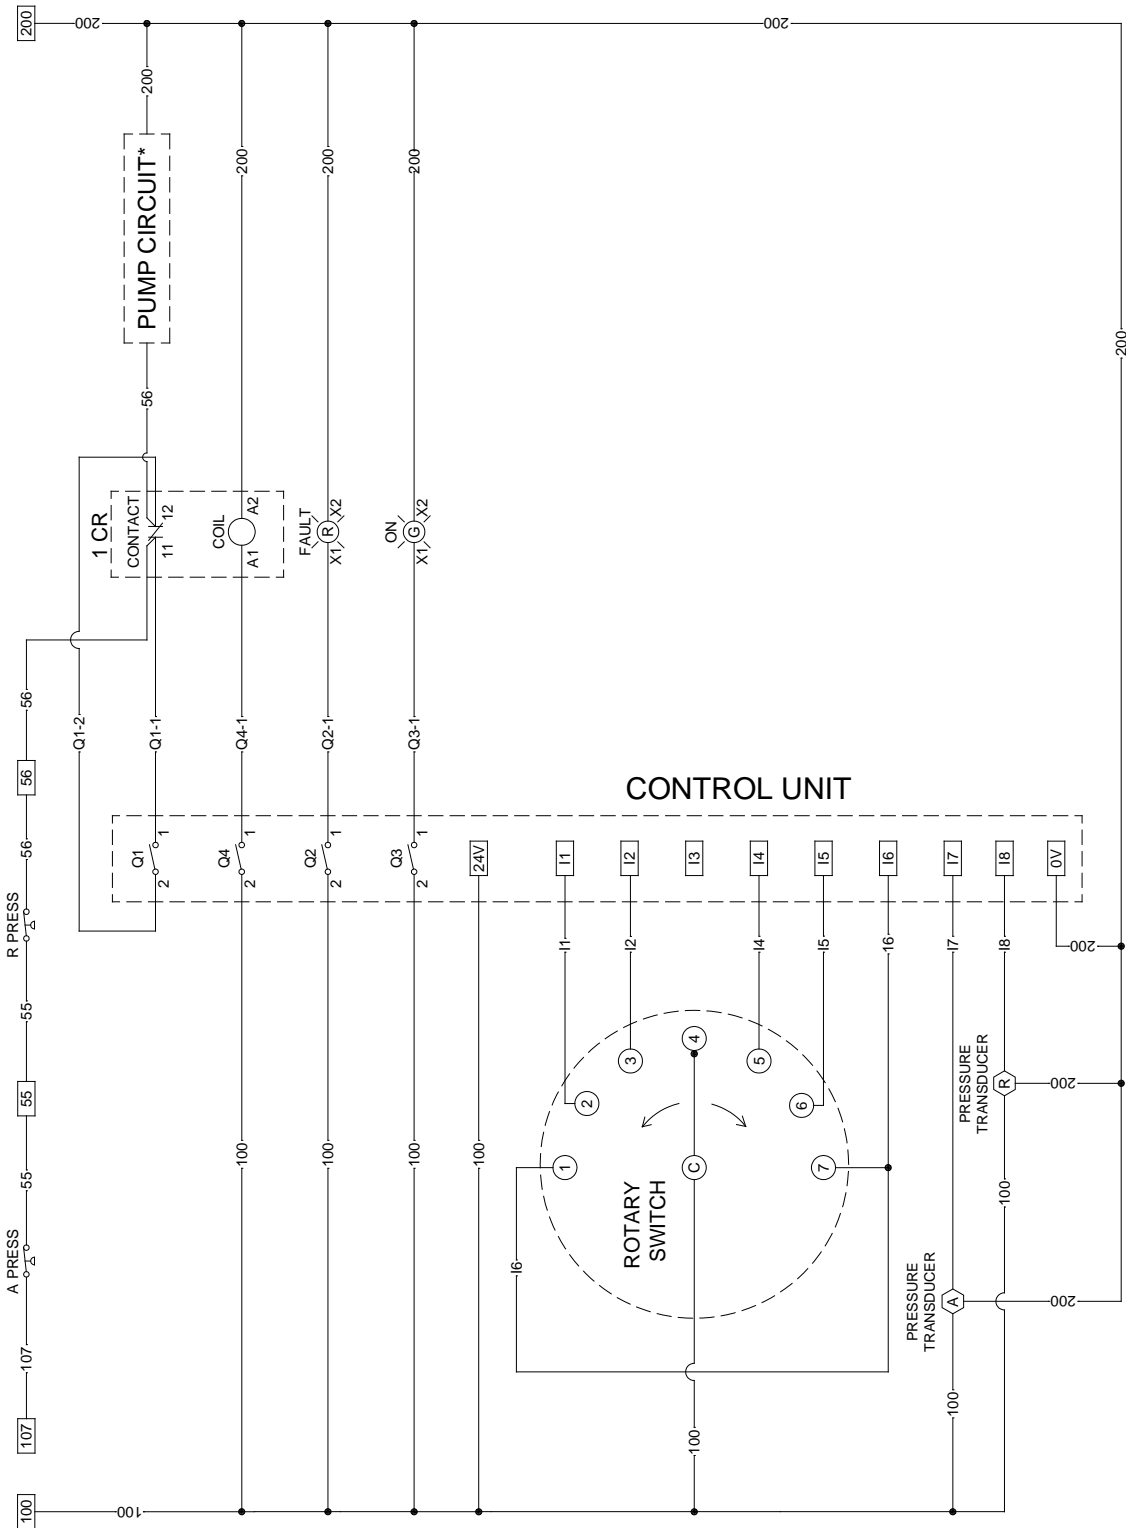 100
107
107
A PRESS
55
55
55
R PRESS
56
56
56
200
100
200
Q1-2
1 CR
CONTACT
11
12
56
PUMP CIRCUIT*
200
Q1
2
1
Q1-1
100
Q4
2
1
Q4-1
COIL
A1
A2
200
100
Q2
2
1
Q2-1
FAULT
X1
R
X2
200
100
Q3
2
1
Q3-1
ON
X1
G
X2
200
100
24V
CONTROL UNIT
I6
1
2
I1
I1
ROTARY
SWITCH
3
I2
I2
100
C
4
I3
5
I4
I4
6
I5
I5
7
16
I6
PRESSURE
TRANSDUCER
100
A
I7
I7
PRESSURE
TRANSDUCER
100
R
I8
I8
200
200
200
0V
200
200